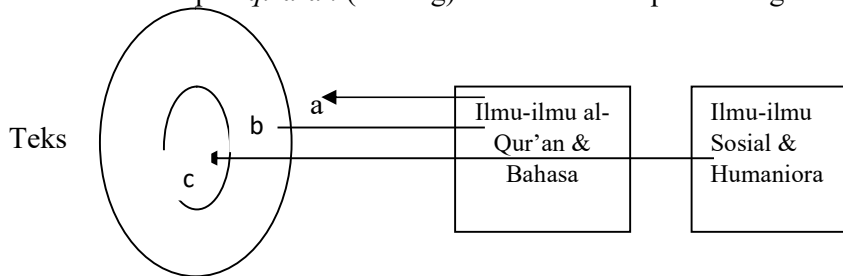 a
Ilmu-ilmu al-
Qur’an &
Bahasa
Ilmu-ilmu
Sosial &
Humaniora
Teks
b
c